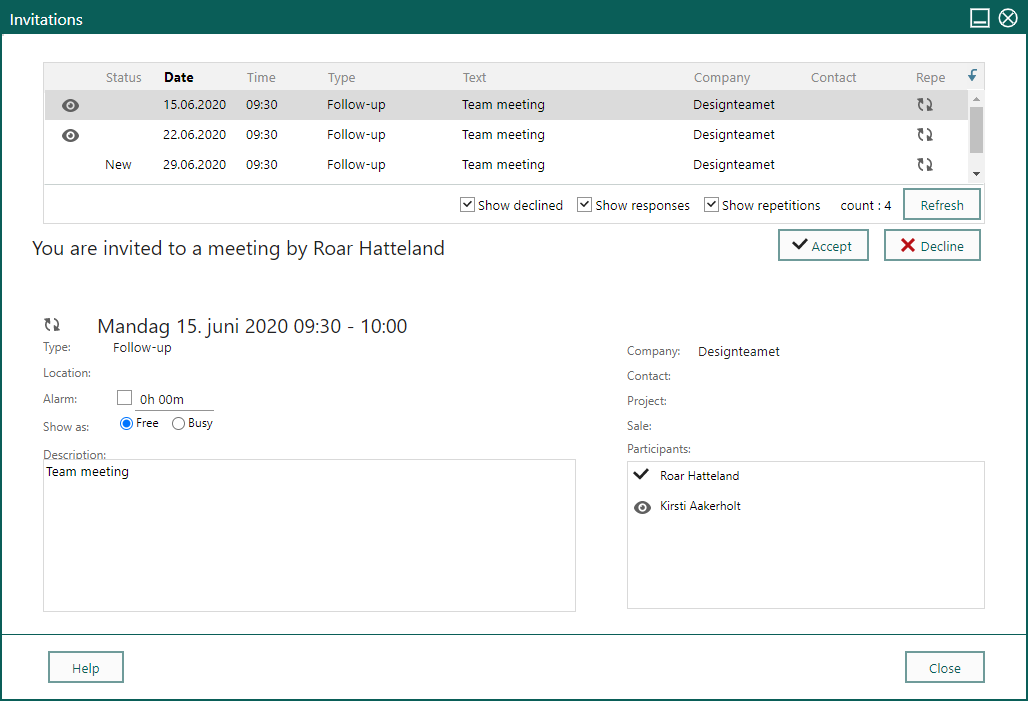 Invitations
Status Date Time Type Text Company Contact Repe
15.06.2020 09:30 Follow-up Team meeting Designteamet
22.06.2020 09:30 Follow-up Team meeting Designteamet
New 29.06.2020 09:30 Follow-up Team meeting Designteamet
Show declined Show responses Show repetitions count : 4 Refresh
You are invited to a meeting by Roar Hatteland Accept Decline
Mandag 15. juni 2020 09:30 - 10:00
Type: Follow-up
Location:
Alarm: 0h 00m
Show as: Free Busy
Description:
Team meeting
Company: Designteamet
Contact:
Project:
Sale:
Participants:
Roar Hatteland
Kirsti Aakerholt
Help Close